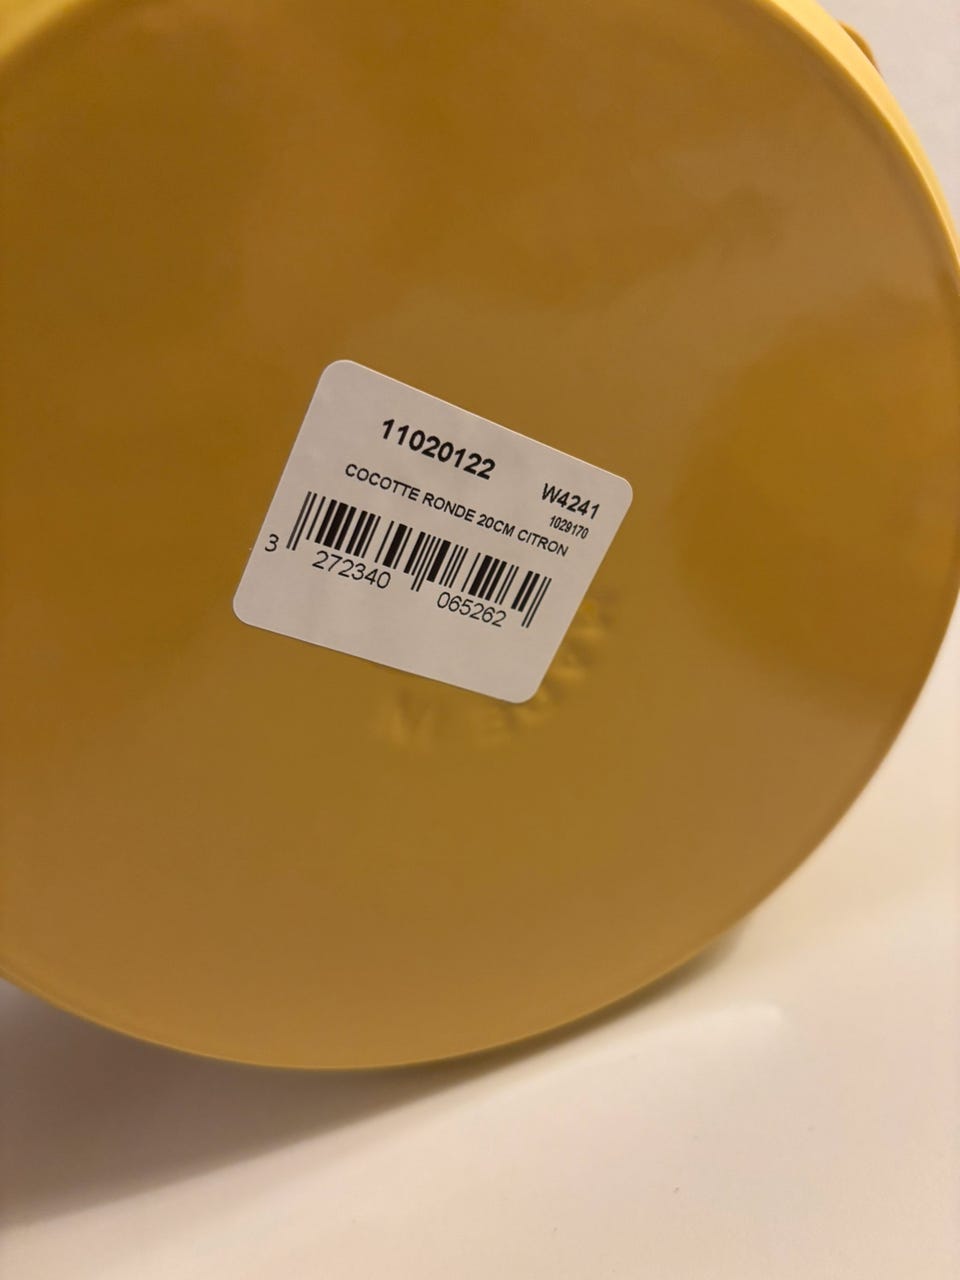 11020122
W4241
1029170
COCOTTE RONDE 20CM CITRON
3 272340 065262